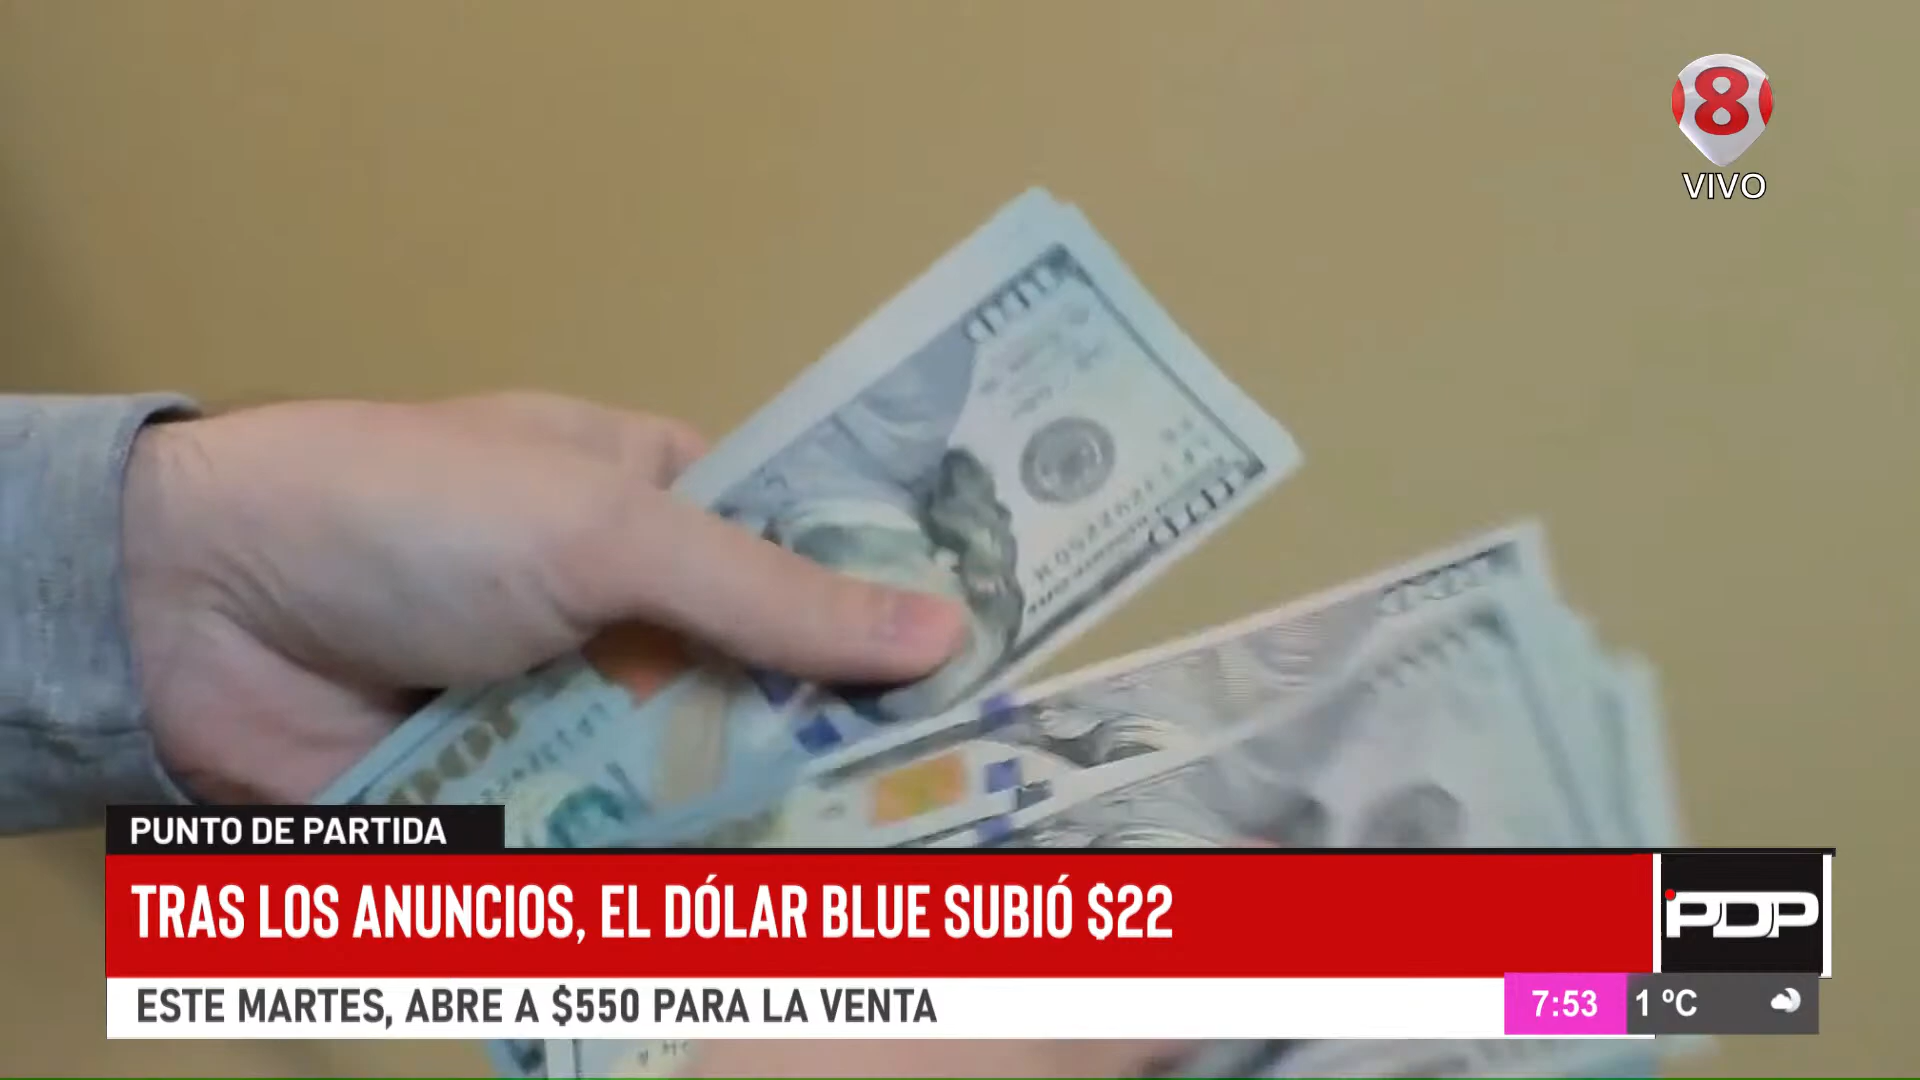 8
VIVO
PUNTO DE PARTIDA
TRAS LOS ANUNCIOS, EL DÓLAR BLUE SUBIÓ $22
PDP
ESTE MARTES, ABRE A $550 PARA LA VENTA
7:53 1 ºC